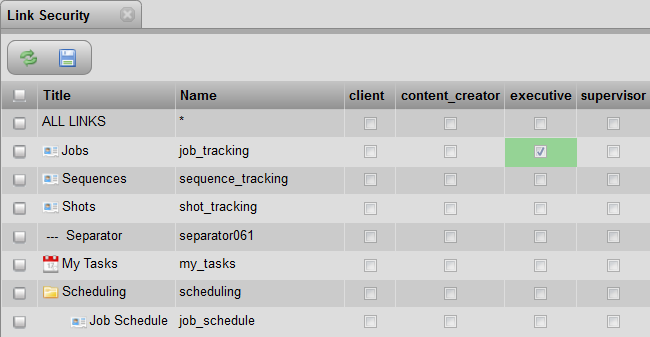 Link Security
Title Name client content_creator executive supervisor
ALL LINKS *
Jobs job_tracking
Sequences sequence_tracking
Shots shot_tracking
--- Separator separator061
My Tasks my_tasks
Scheduling scheduling
Job Schedule job_schedule